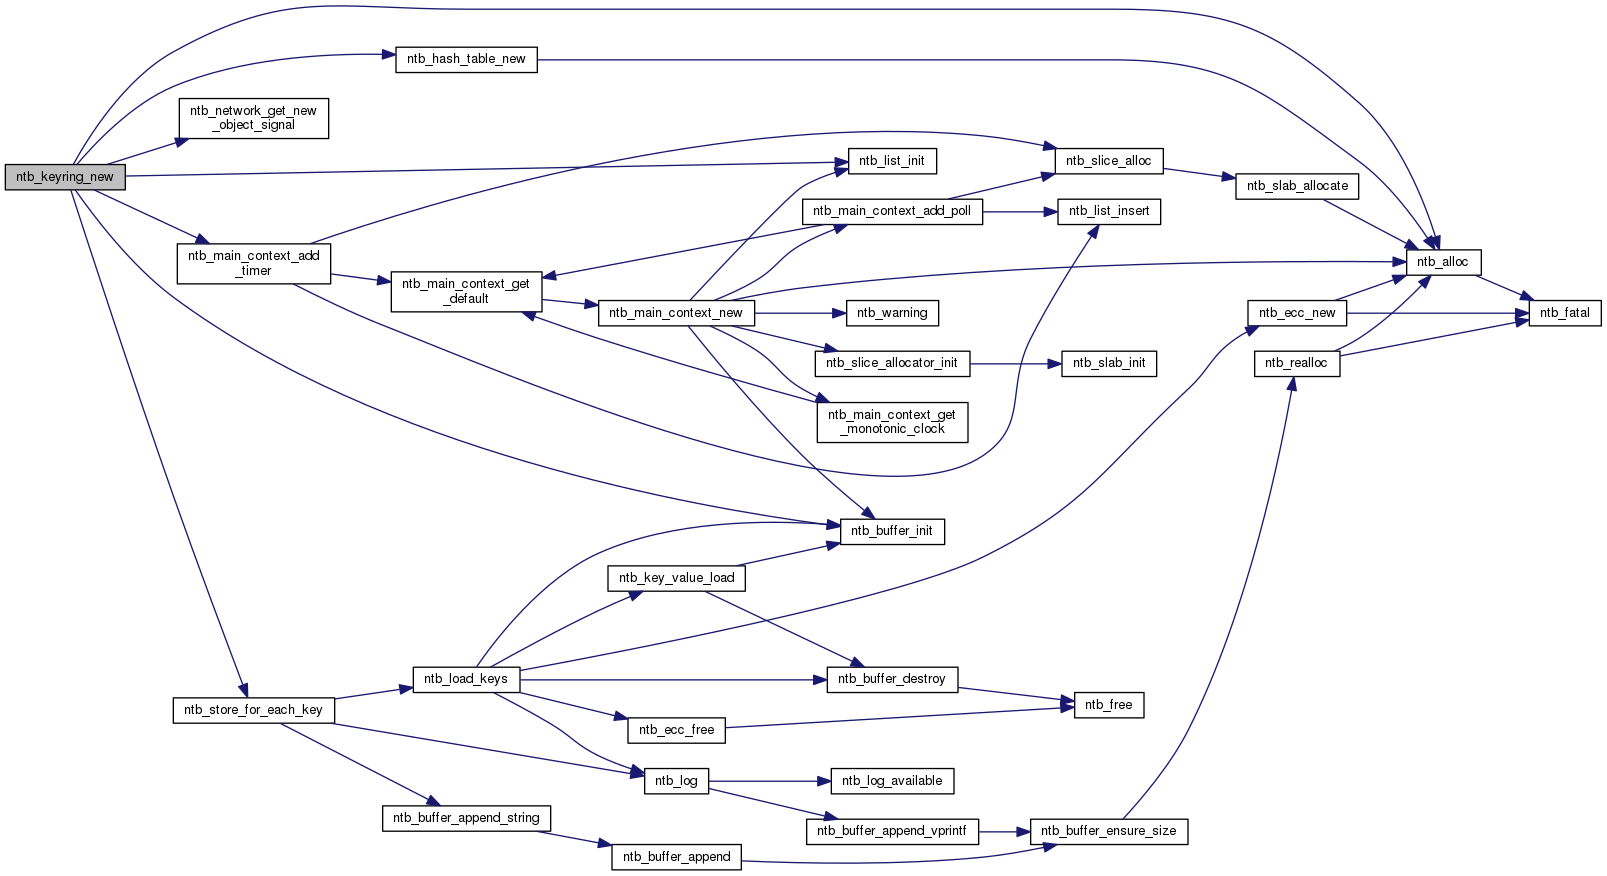 ntb_hash_table_new
ntb_network_get_new
_object_signal
ntb_keyring_new
ntb_list_init
ntb_slice_alloc
ntb_slab_allocate
ntb_main_context_add_poll
ntb_list_insert
ntb_main_context_add
_timer
ntb_alloc
ntb_main_context_get
_default
ntb_main_context_new
ntb_warning
ntb_ecc_new
ntb_fatal
ntb_slice_allocator_init
ntb_slab_init
ntb_realloc
ntb_main_context_get
_monotonic_clock
ntb_buffer_init
ntb_key_value_load
ntb_load_keys
ntb_buffer_destroy
ntb_store_for_each_key
ntb_free
ntb_ecc_free
ntb_log
ntb_log_available
ntb_buffer_append_string
ntb_buffer_append_vprintf
ntb_buffer_ensure_size
ntb_buffer_append